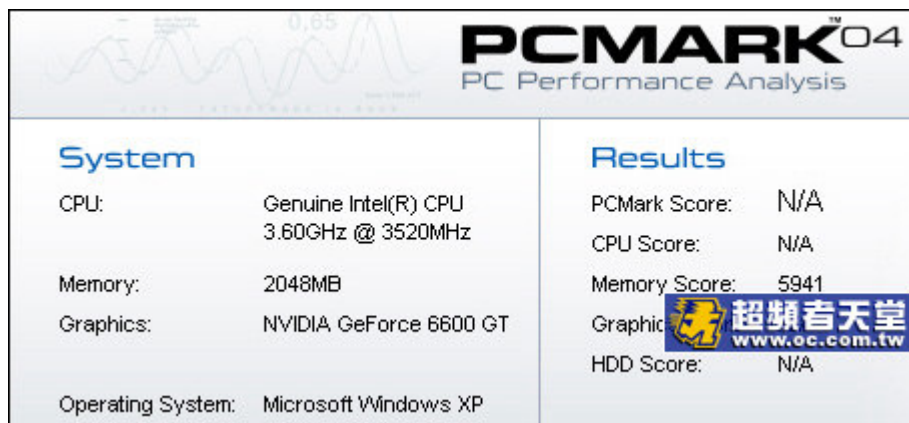 0,65
PCMARK™04
PC Performance Analysis
System
CPU: Genuine Intel(R) CPU
3.60GHz @ 3520MHz
Memory: 2048MB
Graphics: NVIDIA GeForce 6600 GT
Operating System: Microsoft Windows XP
Results
PCMark Score: N/A
CPU Score: N/A
Memory Score: 5941
Graphic
超頻者天堂
www.oc.com.tw
HDD Score: N/A